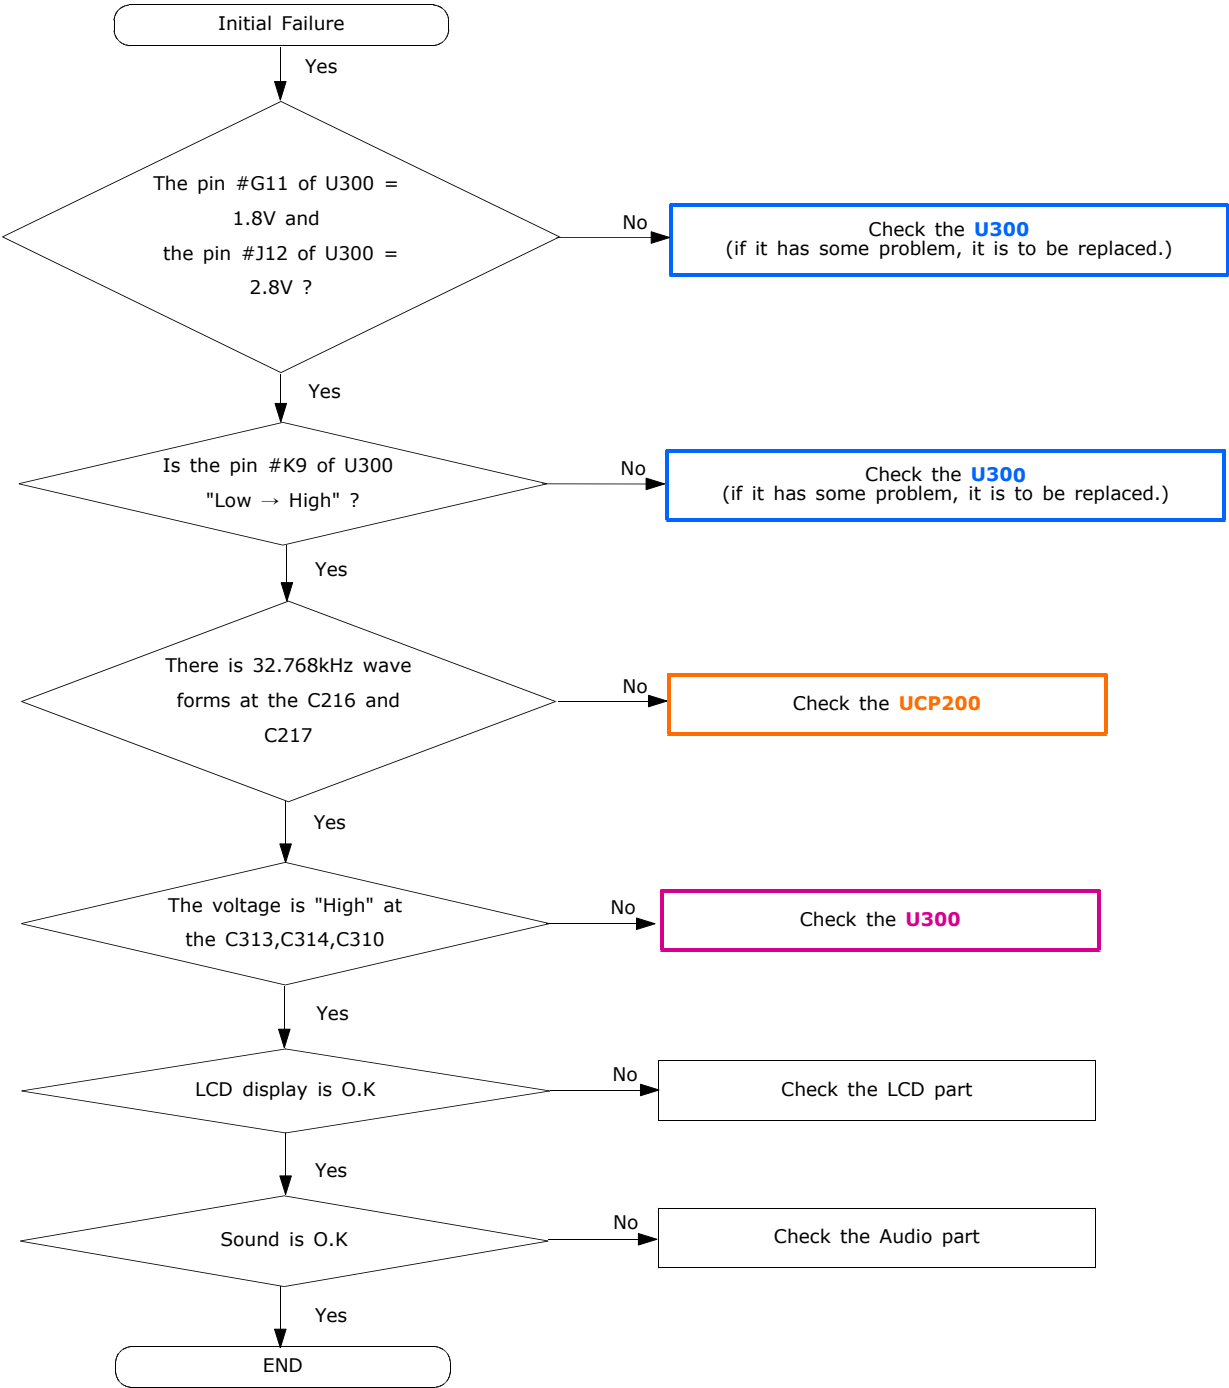 Initial Failure
Yes
The pin #G11 of U300 =
1.8V and
the pin #J12 of U300 =
2.8V ?
No
Check the U300
(if it has some problem, it is to be replaced.)
Yes
Is the pin #K9 of U300
"Low → High" ?
No
Check the U300
(if it has some problem, it is to be replaced.)
Yes
There is 32.768kHz wave
forms at the C216 and
C217
No
Check the UCP200
Yes
The voltage is "High" at
the C313,C314,C310
No
Check the U300
Yes
LCD display is O.K
No
Check the LCD part
Yes
Sound is O.K
No
Check the Audio part
Yes
END